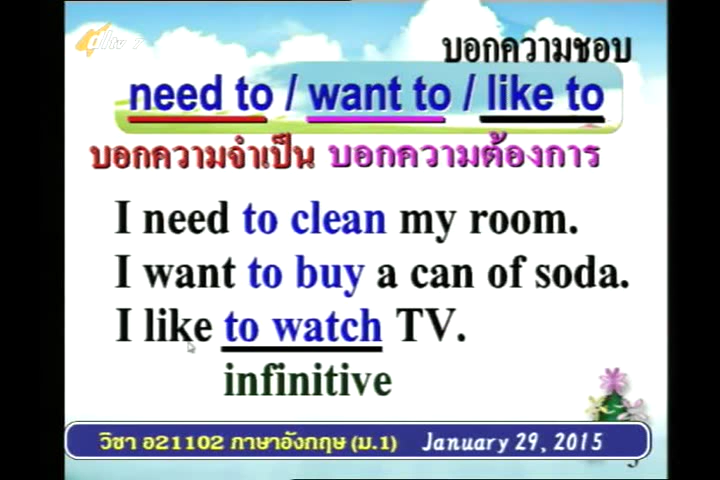 dltv 7
บอกความชอบ
need to / want to / like to
บอกความจำเป็น บอกความต้องการ
I need to clean my room.
I want to buy a can of soda.
I like to watch TV.
infinitive
วิชา อ21102 ภาษาอังกฤษ (ม.1) January 29, 2015